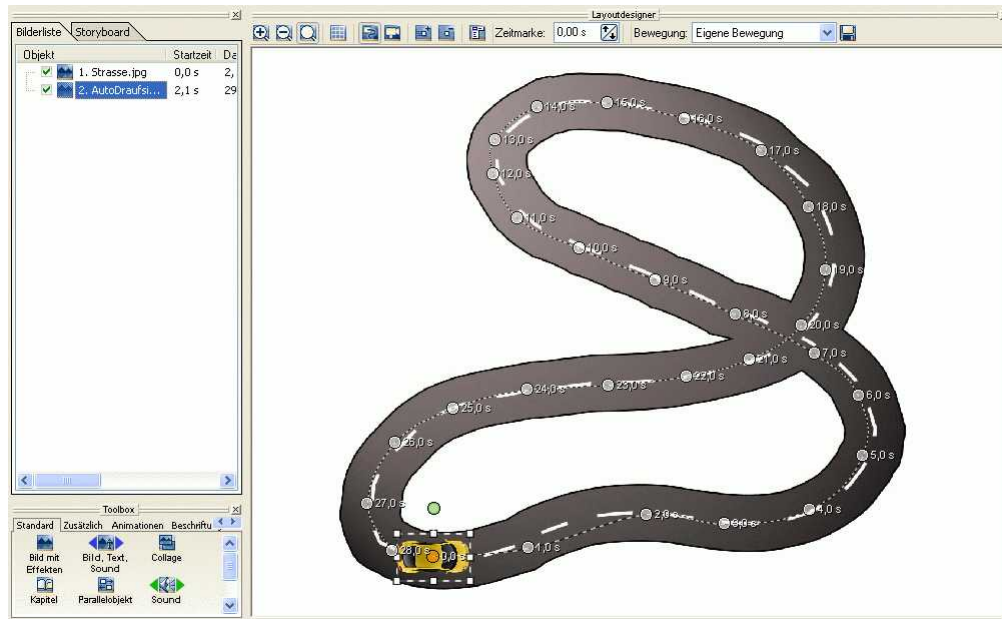 Layoutdesigner
Bilderliste Storyboard
Zeitmarke: 0,00 s Bewegung: Eigene Bewegung
Objekt Startzeit Da
1. Strasse.jpg 0,0 s 2,
2. AutoDraufsi... 2,1 s 29
14,0 s 15,0 s
16,0 s
13,0 s
17,0 s
12,0 s
18,0 s
11,0 s
10,0 s
19,0 s
9,0 s
8,0 s
20,0 s
7,0 s
21,0 s
22,0 s
23,0 s
24,0 s
6,0 s
25,0 s
26,0 s
5,0 s
27,0 s
4,0 s
2,0 s
3,0 s
1,0 s
28,0 s 0,0 s
Toolbox
Standard Zusätzlich Animationen Beschriftu
Bild mit Effekten
Bild, Text, Sound
Collage
Kapitel
Parallelobjekt
Sound